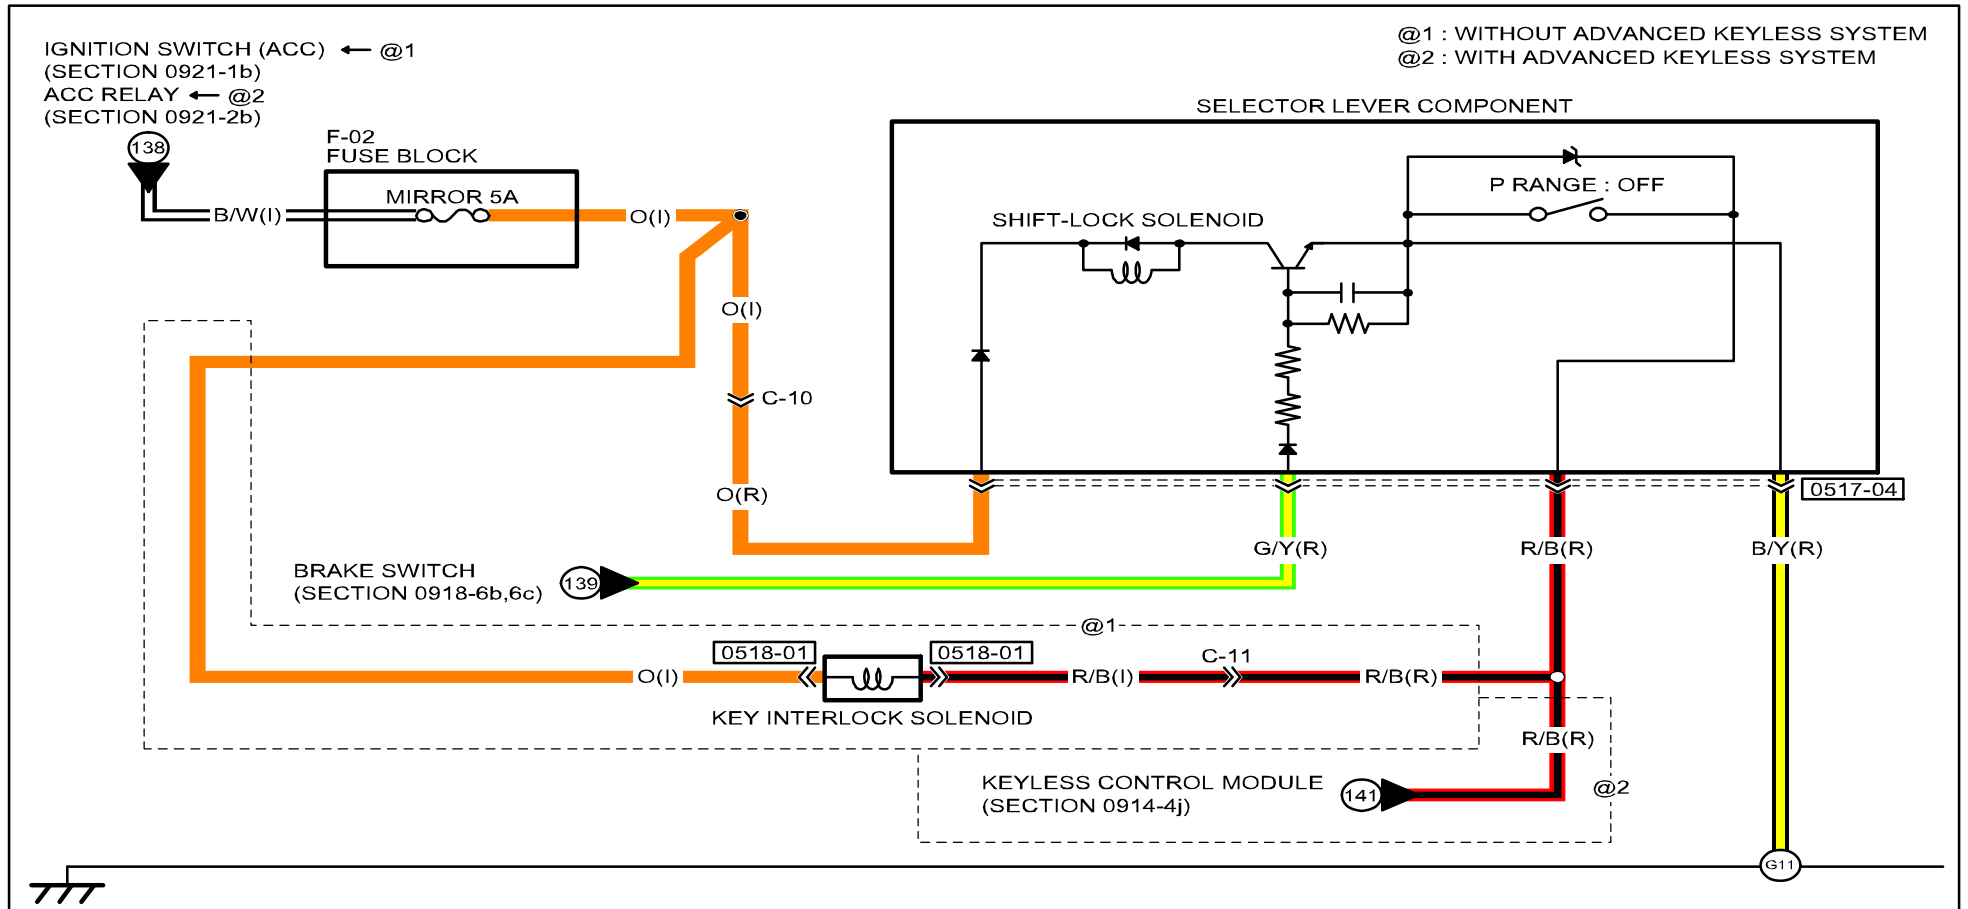 IGNITION SWITCH (ACC) ← @1
(SECTION 0921-1b)
ACC RELAY ← @2
(SECTION 0921-2b)
138
@1 : WITHOUT ADVANCED KEYLESS SYSTEM
@2 : WITH ADVANCED KEYLESS SYSTEM
F-02
FUSE BLOCK
MIRROR 5A
B/W(I)
O(I)
SELECTOR LEVER COMPONENT
P RANGE : OFF
SHIFT-LOCK SOLENOID
O(I)
C-10
O(R)
0517-04
G/Y(R)
R/B(R)
B/Y(R)
BRAKE SWITCH
(SECTION 0918-6b,6c)
139
@1
0518-01
0518-01
C-11
O(I)
R/B(I)
R/B(R)
KEY INTERLOCK SOLENOID
R/B(R)
KEYLESS CONTROL MODULE
(SECTION 0914-4j)
141
@2
G11